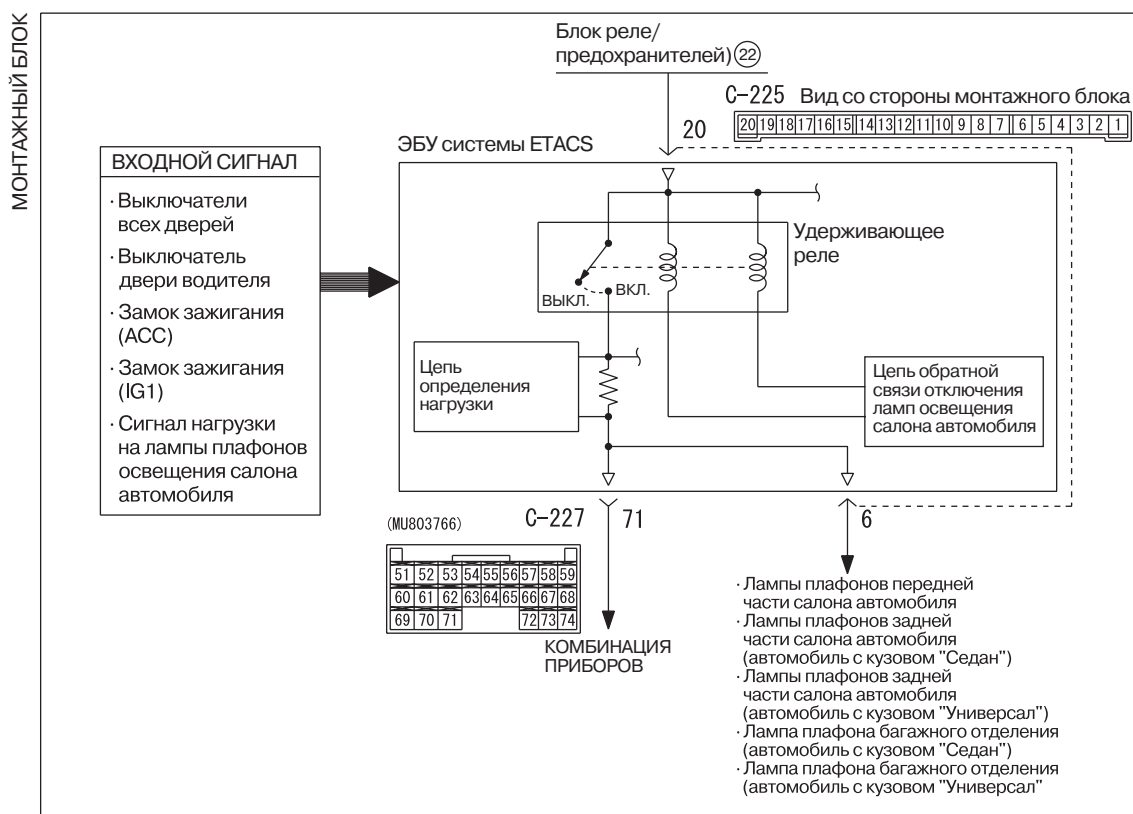 МОНТАЖНЫЙ БЛОК
Блок реле/
предохранителей) 22
C-225 Вид со стороны монтажного блока
20 19 18 17 16 15 14 13 12 11 10 9 8 7 6 5 4 3 2 1
20
ЭБУ системы ETACS
ВХОДНОЙ СИГНАЛ
· Выключатели
всех дверей
· Выключатель
двери водителя
· Замок зажигания
(ACC)
· Замок зажигания
(IG1)
· Сигнал нагрузки
на лампы плафонов
освещения салона
автомобиля
Удерживающее
реле
ВЫКЛ.
ВКЛ.
Цепь
определения
нагрузки
Цепь обратной
связи отключения
ламп освещения
салона автомобиля
(MU803766)
C-227
71
6
51 52 53 54 55 56 57 58 59
60 61 62 63 64 65 66 67 68
69 70 71 72 73 74
КОМБИНАЦИЯ
ПРИБОРОВ
· Лампы плафонов передней
части салона автомобиля
· Лампы плафонов задней
части салона автомобиля
(автомобиль с кузовом "Седан")
· Лампы плафонов задней
части салона автомобиля
(автомобиль с кузовом "Универсал")
· Лампа плафона багажного отделения
(автомобиль с кузовом "Седан")
· Лампа плафона багажного отделения
(автомобиль с кузовом "Универсал"